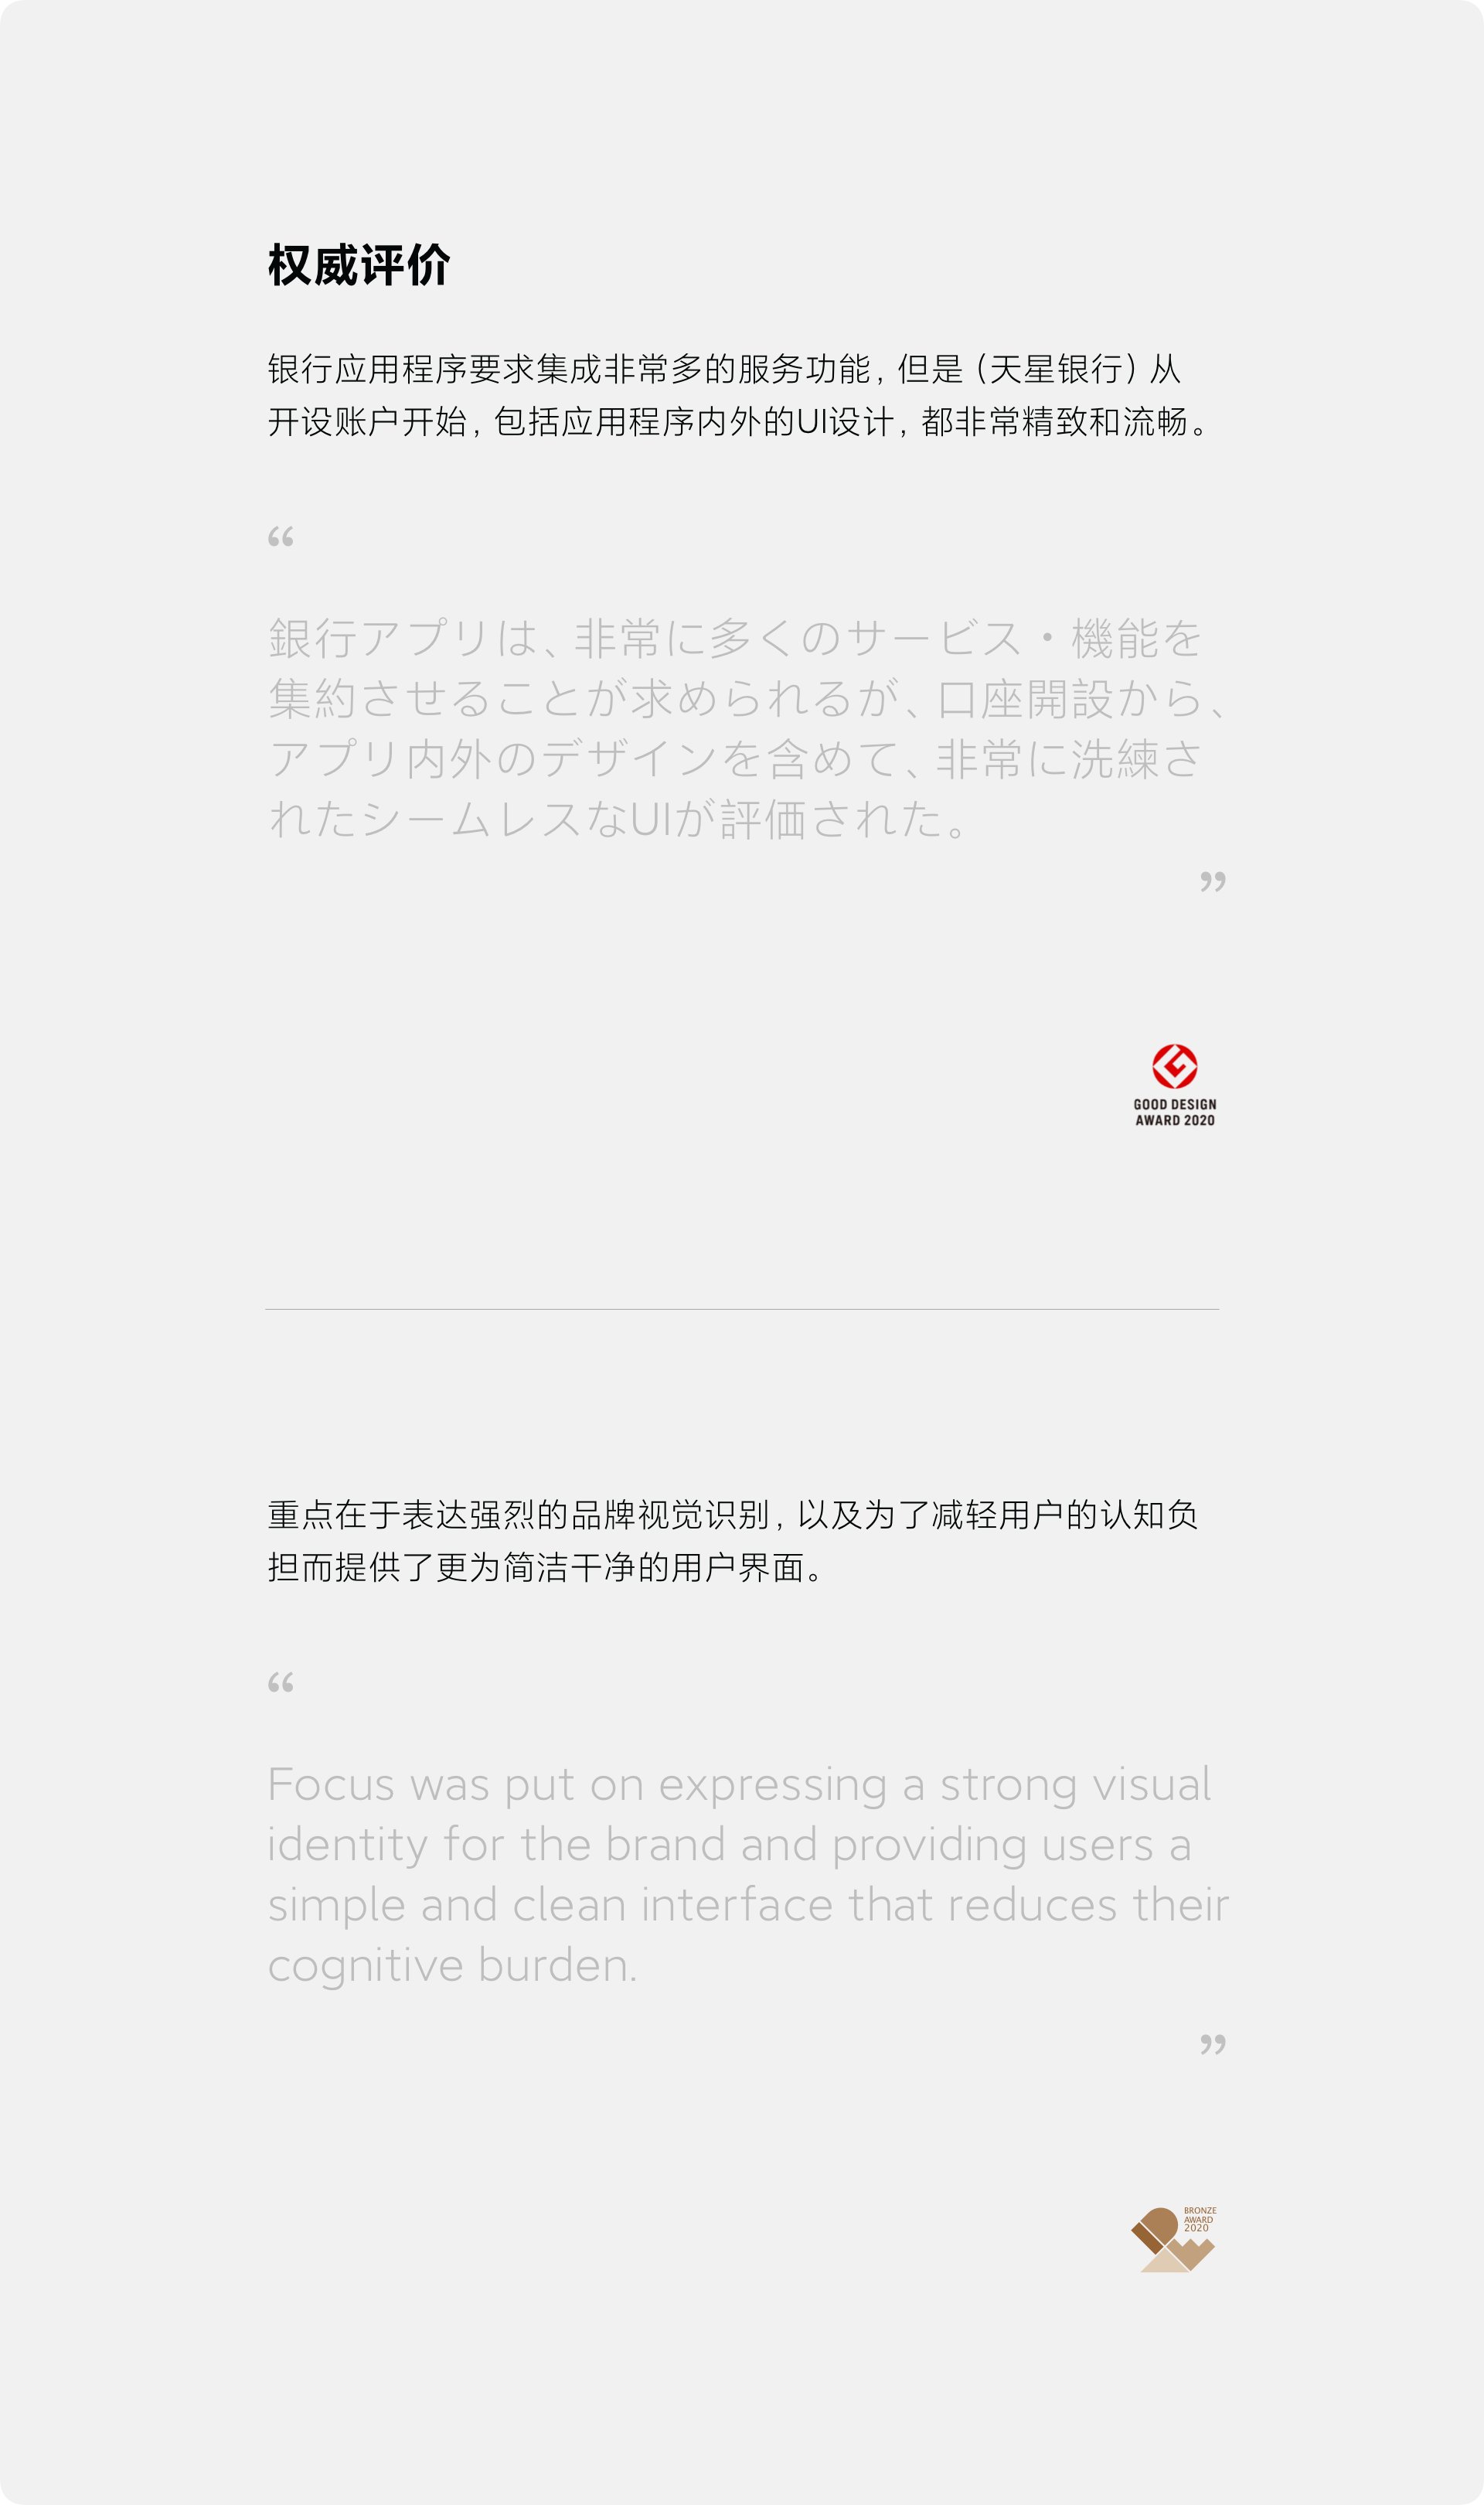 权威评价
银行应用程序要求集成非常多的服务功能，但是（天星银行）从
开设账户开始，包括应用程序内外的UI设计，都非常精致和流畅。
“
銀行アプリは、非常に多くのサービス・機能を
集約させることが求められるが、口座開設から、
アプリ内外のデザインを含めて、非常に洗練さ
れたシームレスなUIが評価された。
”
GOOD DESIGN
AWARD 2020
重点在于表达强烈的品牌视觉识别，以及为了减轻用户的认知负
担而提供了更为简洁干净的用户界面。
“
Focus was put on expressing a strong visual
identity for the brand and providing users a
simple and clean interface that reduces their
cognitive burden.
”
BRONZE
AWARD
2020